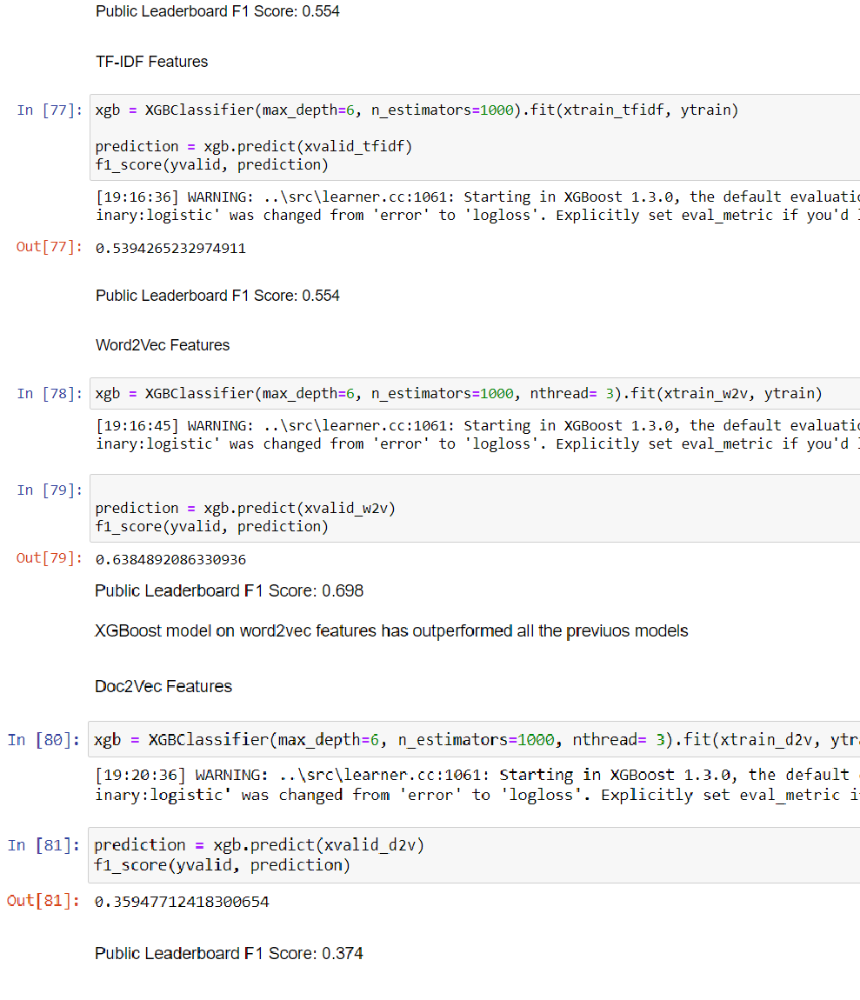 Public Leaderboard F1 Score: 0.554
TF-IDF Features
In [77]: xgb = XGBClassifier(max_depth=6, n_estimators=1000).fit(xtrain_tfidf, ytrain)
prediction = xgb.predict(xvalid_tfidf)
f1_score(yvalid, prediction)
[19:16:36] WARNING: ..\src\learner.cc:1061: Starting in XGBoost 1.3.0, the default evaluatio
inary:logistic' was changed from 'error' to 'logloss'. Explicitly set eval_metric if you'd l
Out[77]: 0.5394265232974911
Public Leaderboard F1 Score: 0.554
Word2Vec Features
In [78]: xgb = XGBClassifier(max_depth=6, n_estimators=1000, nthread= 3).fit(xtrain_w2v, ytrain)
[19:16:45] WARNING: ..\src\learner.cc:1061: Starting in XGBoost 1.3.0, the default evaluatio
inary:logistic' was changed from 'error' to 'logloss'. Explicitly set eval_metric if you'd l
In [79]:
prediction = xgb.predict(xvalid_w2v)
f1_score(yvalid, prediction)
Out[79]: 0.6384892086330936
Public Leaderboard F1 Score: 0.698
XGBoost model on word2vec features has outperformed all the previuos models
Doc2Vec Features
In [80]: xgb = XGBClassifier(max_depth=6, n_estimators=1000, nthread= 3).fit(xtrain_d2v, ytr
[19:20:36] WARNING: ..\src\learner.cc:1061: Starting in XGBoost 1.3.0, the default
inary:logistic' was changed from 'error' to 'logloss'. Explicitly set eval_metric i
In [81]: prediction = xgb.predict(xvalid_d2v)
f1_score(yvalid, prediction)
Out[81]: 0.35947712418300654
Public Leaderboard F1 Score: 0.374